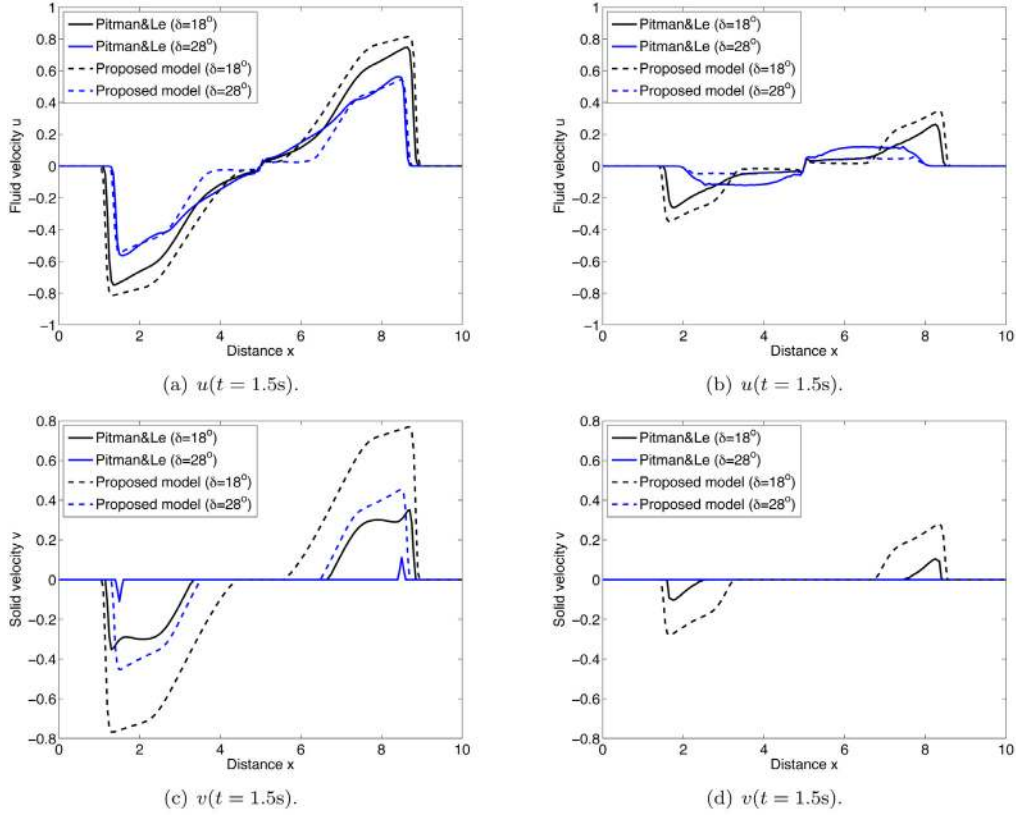 Pitman&Le (δ=18°)
Pitman&Le (δ=28°)
Proposed model (δ=18°)
Proposed model (δ=28°)
1
0.8
0.6
0.4
0.2
0
−0.2
−0.4
−0.6
−0.8
−1
Fluid velocity u
0 2 4 6 8 10
Distance x
(a) u(t = 1.5s).
Pitman&Le (δ=18°)
Pitman&Le (δ=28°)
Proposed model (δ=18°)
Proposed model (δ=28°)
1
0.8
0.6
0.4
0.2
0
−0.2
−0.4
−0.6
−0.8
−1
Fluid velocity u
0 2 4 6 8 10
Distance x
(b) u(t = 1.5s).
Pitman&Le (δ=18°)
Pitman&Le (δ=28°)
Proposed model (δ=18°)
Proposed model (δ=28°)
0.8
0.6
0.4
0.2
0
−0.2
−0.4
−0.6
−0.8
Solid velocity v
0 2 4 6 8 10
Distance x
(c) v(t = 1.5s).
Pitman&Le (δ=18°)
Pitman&Le (δ=28°)
Proposed model (δ=18°)
Proposed model (δ=28°)
0.8
0.6
0.4
0.2
0
−0.2
−0.4
−0.6
−0.8
Solid velocity v
0 2 4 6 8 10
Distance x
(d) v(t = 1.5s).